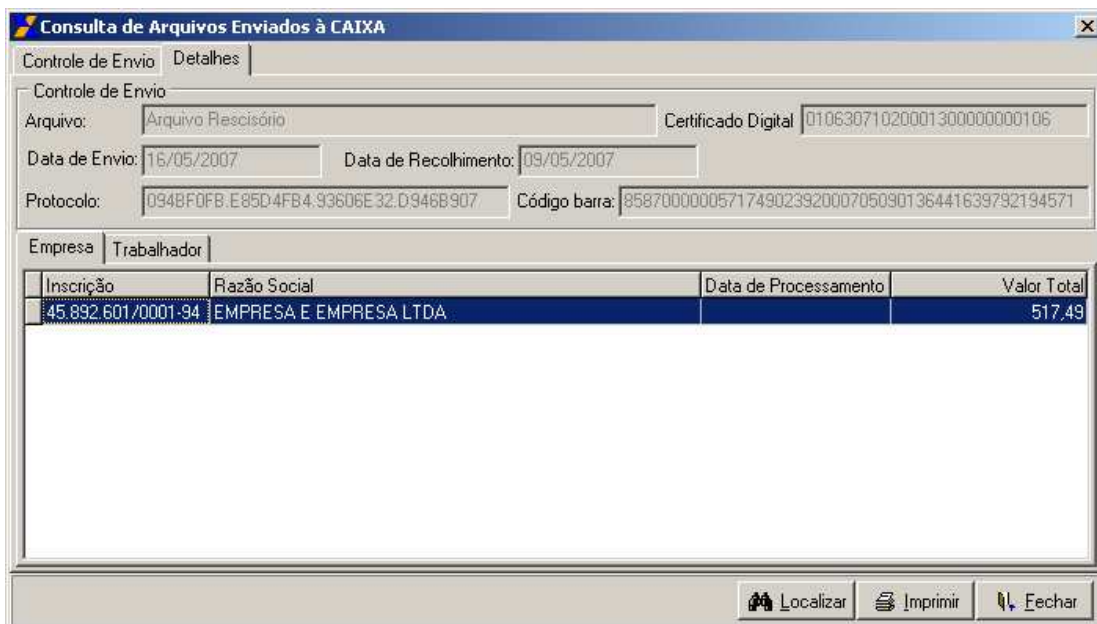 Consulta de Arquivos Enviados à CAIXA
Controle de Envio Detalhes
Controle de Envio
Arquivo: Arquivo Rescisório Certificado Digital 01063071020001300000000106
Data de Envio: 16/05/2007 Data de Recolhimento: 09/05/2007
Protocolo: 094BF0FB.E85D4FB4.93606E32.D946B907 Código barra: 858700000057174902392000705090136441639792194571
Empresa Trabalhador
Inscrição Razão Social Data de Processamento Valor Total
45.892.601/0001-94 EMPRESA E EMPRESA LTDA 517,49
Localizar Imprimir Fechar